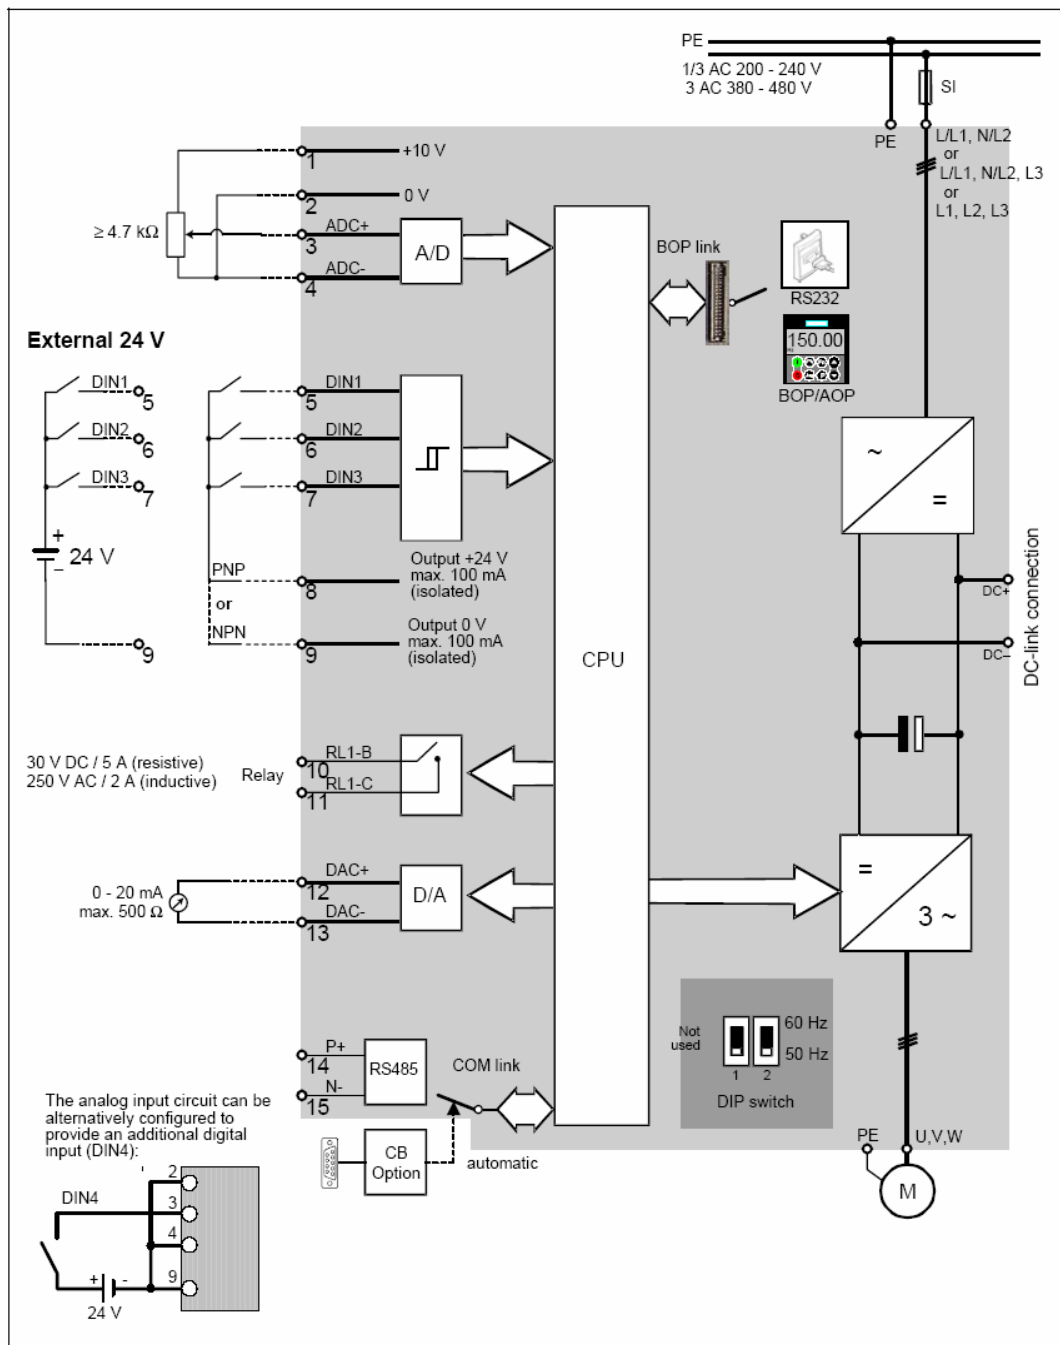 PE
1/3 AC 200 - 240 V
3 AC 380 - 480 V
SI
PE
L/L1, N/L2
or
L/L1, N/L2, L3
or
L1, L2, L3
1
+10 V
2
0 V
≥ 4.7 kΩ
3
ADC+
A/D
4
ADC-
BOP link
RS232
150.00
BOP/AOP
External 24 V
DIN1
5
DIN2
6
DIN3
7
+
24 V
–
9
DIN1
5
DIN2
6
DIN3
7
PNP
8
Output +24 V
max. 100 mA
(isolated)
or
NPN
9
Output 0 V
max. 100 mA
(isolated)
CPU
~
=
DC+
DC–
DC-link connection
30 V DC / 5 A (resistive)
250 V AC / 2 A (inductive)
Relay
RL1-B
10
RL1-C
11
0 - 20 mA
max. 500 Ω
DAC+
12
D/A
DAC-
13
=
3 ~
Not
used
60 Hz
50 Hz
1
2
DIP switch
P+
14
RS485
N-
15
COM link
CB
Option
automatic
PE
U,V,W
M
The analog input circuit can be
alternatively configured to
provide an additional digital
input (DIN4):
2
DIN4
3
4
9
+
-
24 V